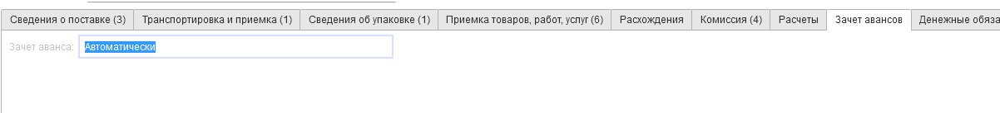 Сведения о поставке (3) Транспортировка и приемка (1) Сведения об упаковке (1) Приемка товаров, работ, услуг (6) Расхождения Комиссия (4) Расчеты Зачет авансов Денежные обяза
Зачет аванса: Автоматически